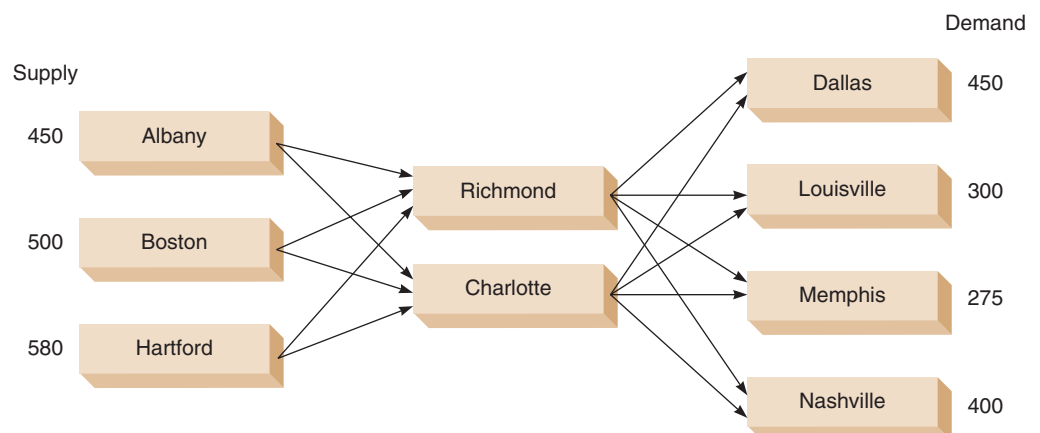 Supply
450 Albany
500 Boston
580 Hartford
Richmond
Charlotte
Demand
Dallas 450
Louisville 300
Memphis 275
Nashville 400